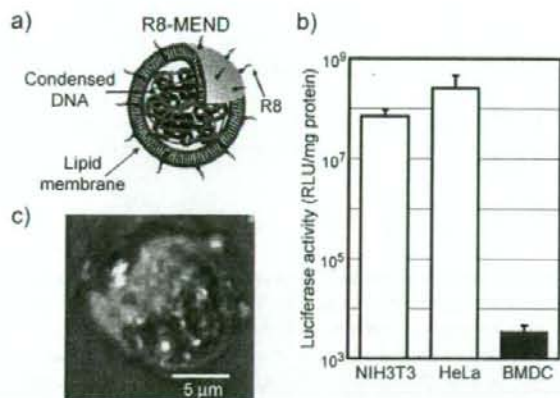 a)
R8-MEND
Condensed
DNA
R8
Lipid
membrane
b)
Luciferase activity (RLU/mg protein)
10⁹
10⁷
10⁵
10³
NIH3T3 HeLa BMDC
c)
5 µm